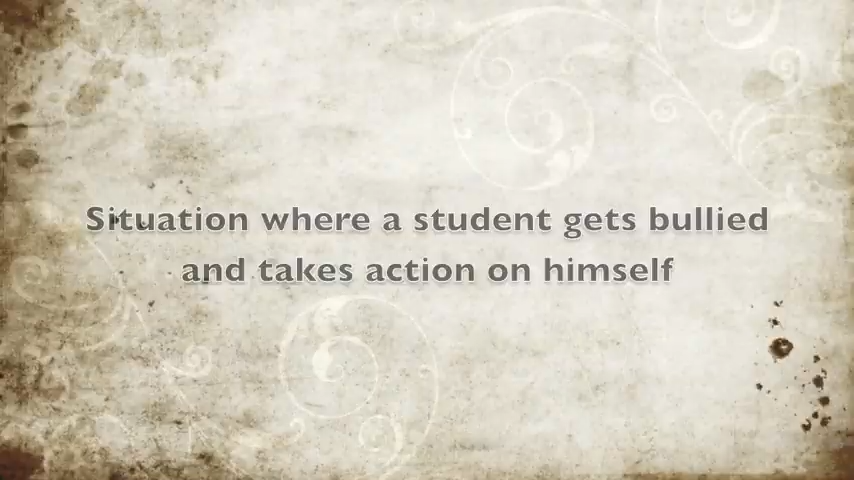 Situation where a student gets bullied
and takes action on himself